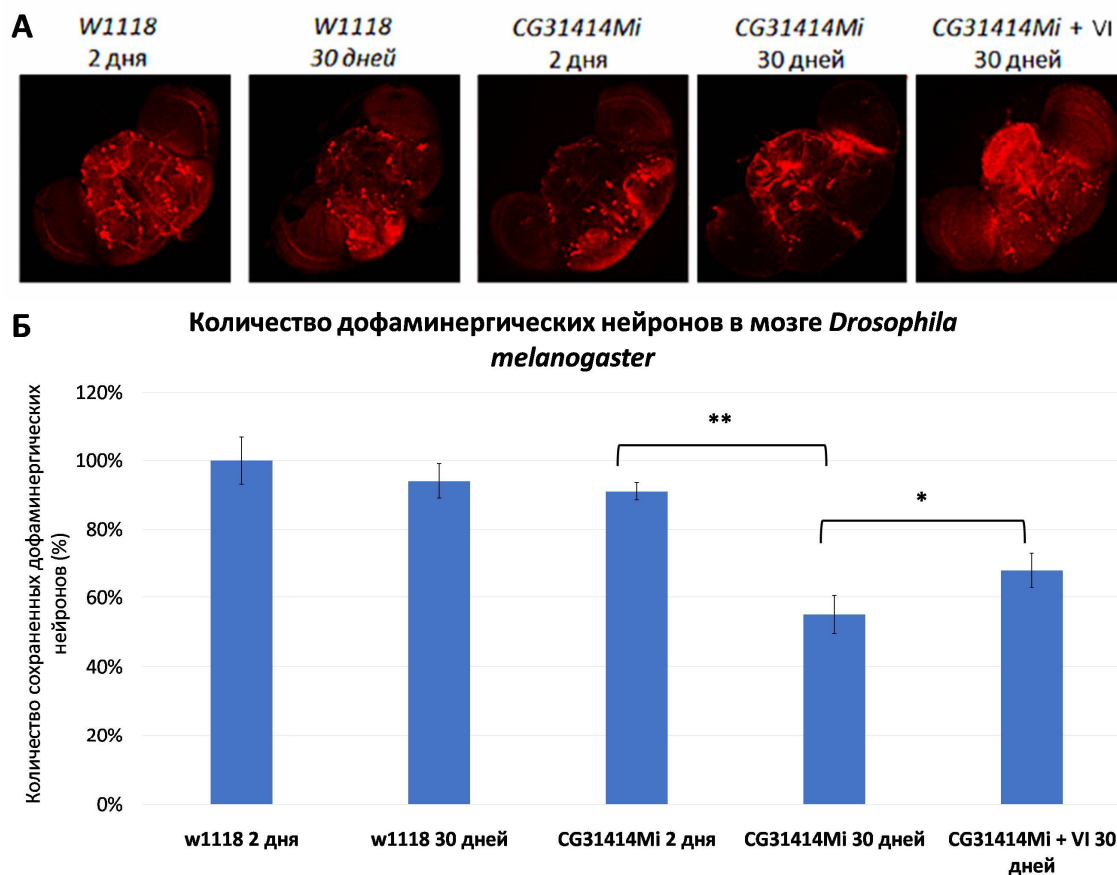 А
W1118
2 дня
W1118
30 дней
CG31414Mi
2 дня
CG31414Mi
30 дней
CG31414Mi + VI
30 дней
Б
Количество дофаминергических нейронов в мозге Drosophila
melanogaster
Количество сохраненных дофаминергических
нейронов (%)
120%
100%
80%
60%
40%
20%
0%
**
*
w1118 2 дня
w1118 30 дней
CG31414Mi 2 дня
CG31414Mi 30 дней
CG31414Mi + VI 30
дней